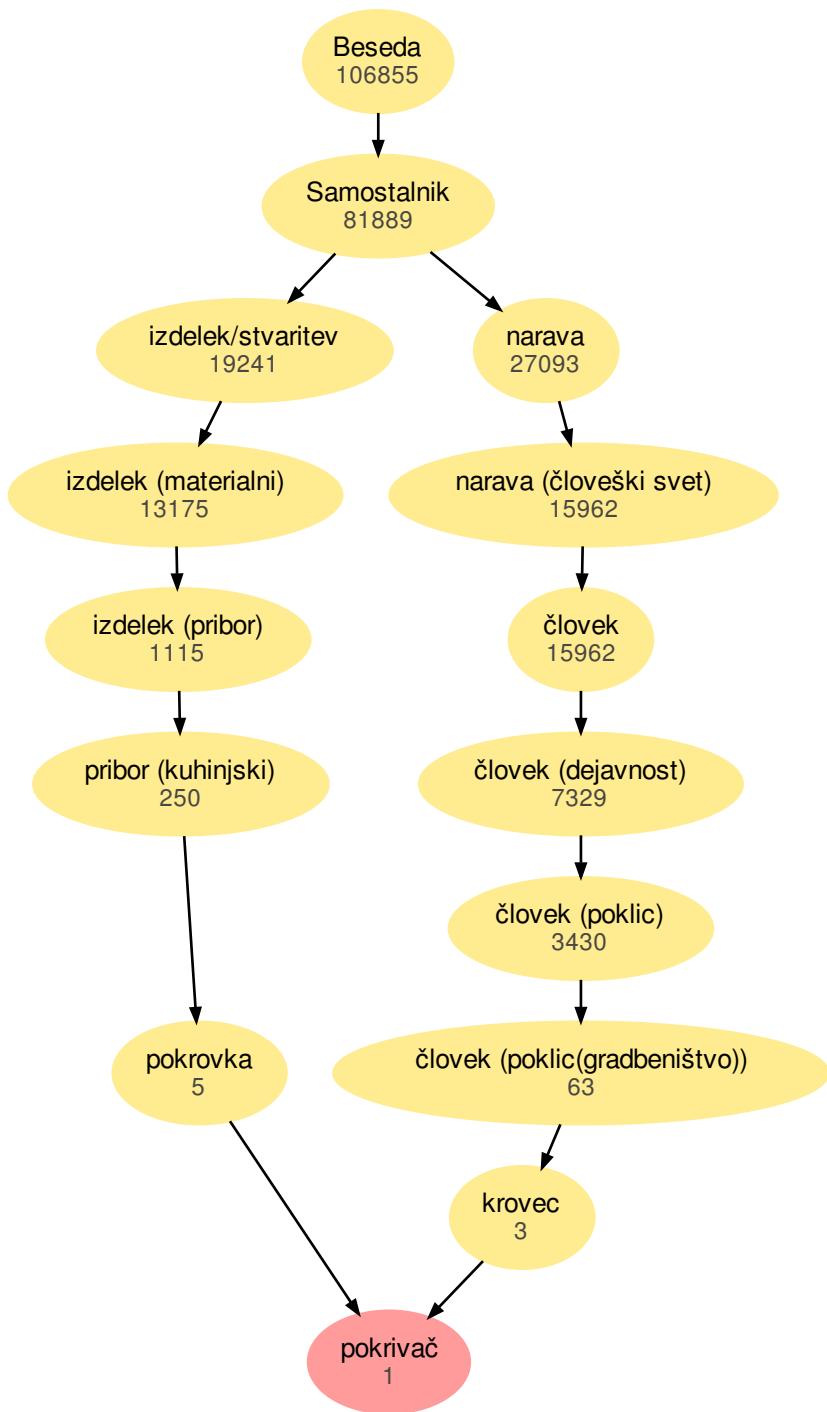 Beseda
106855
Samostalnik
81889
izdelek/stvaritev
19241
narava
27093
izdelek (materialni)
13175
narava (človeški svet)
15962
izdelek (pribor)
1115
človek
15962
pribor (kuhinjski)
250
človek (dejavnost)
7329
človek (poklic)
3430
pokrovka
5
človek (poklic(gradbeništvo))
63
krovec
3
pokrivač
1